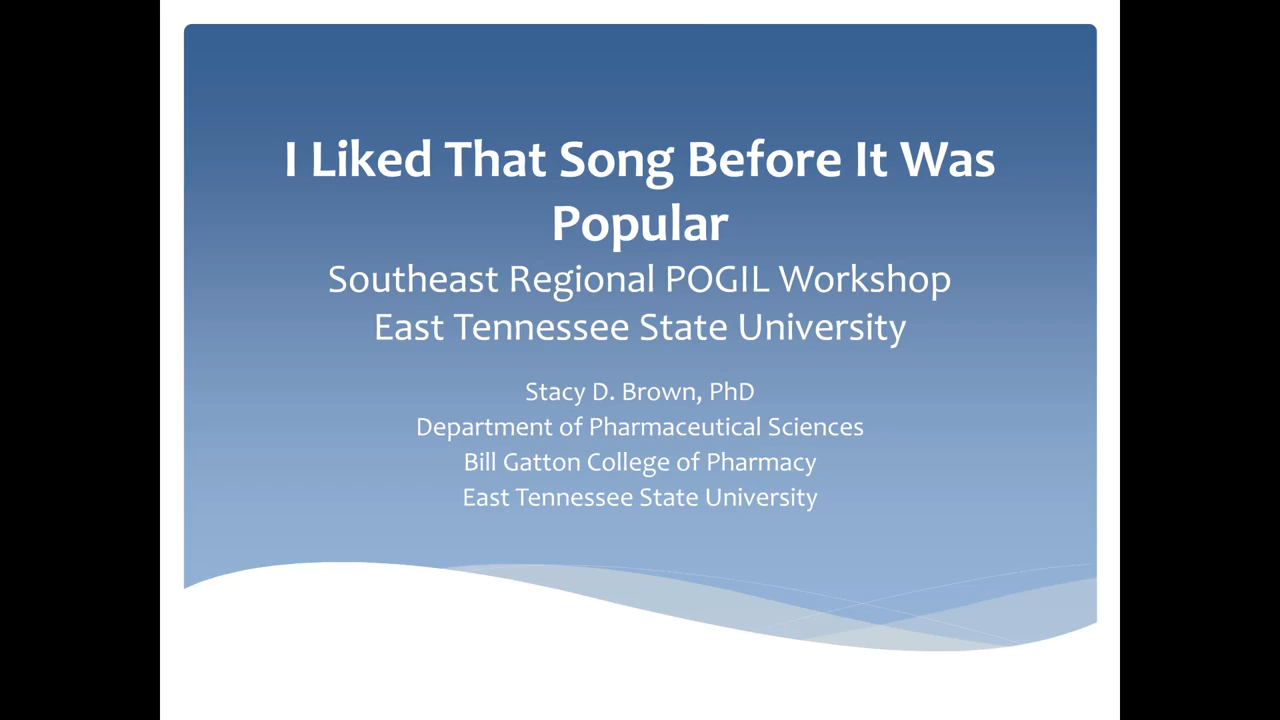 I Liked That Song Before It Was
Popular
Southeast Regional POGIL Workshop
East Tennessee State University
Stacy D. Brown, PhD
Department of Pharmaceutical Sciences
Bill Gatton College of Pharmacy
East Tennessee State University